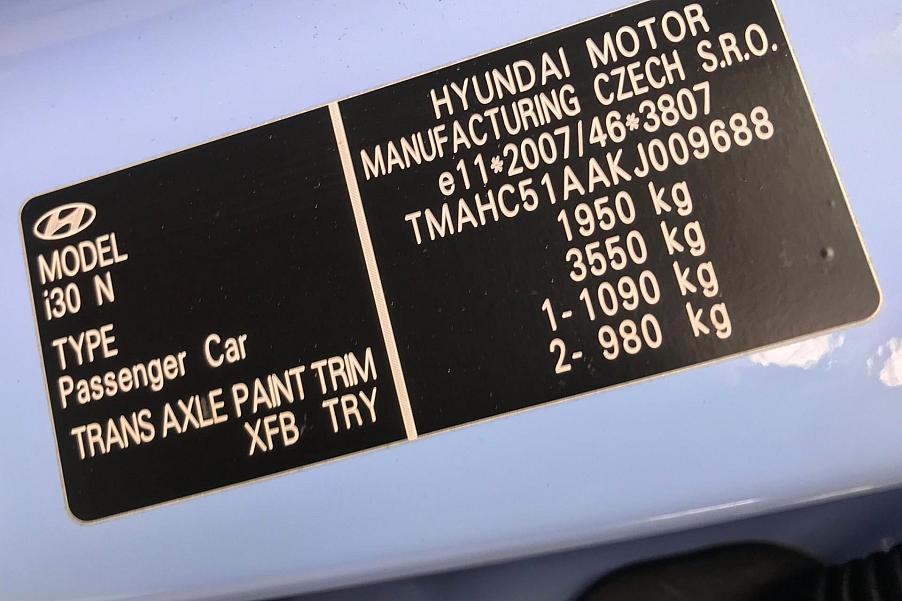 MODEL
i30 N
TYPE
Passenger Car
TRANS AXLE PAINT TRIM
XFB TRY
HYUNDAI MOTOR
MANUFACTURING CZECH S.R.O.
e11*2007/46*3807
TMAHC51AAKJ009688
1950 kg
3550 kg
1- 1090 kg
2- 980 kg